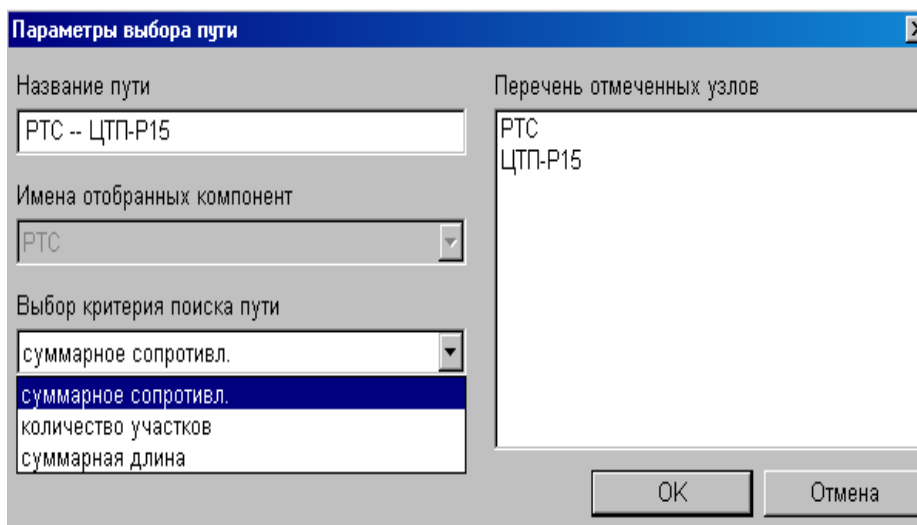 Параметры выбора пути
Название пути
РТС -- ЦТП-Р15
Имена отобранных компонент
РТС
Выбор критерия поиска пути
суммарное сопротивл.
суммарное сопротивл.
количество участков
суммарная длина
Перечень отмеченных узлов
РТС
ЦТП-Р15
OK
Отмена